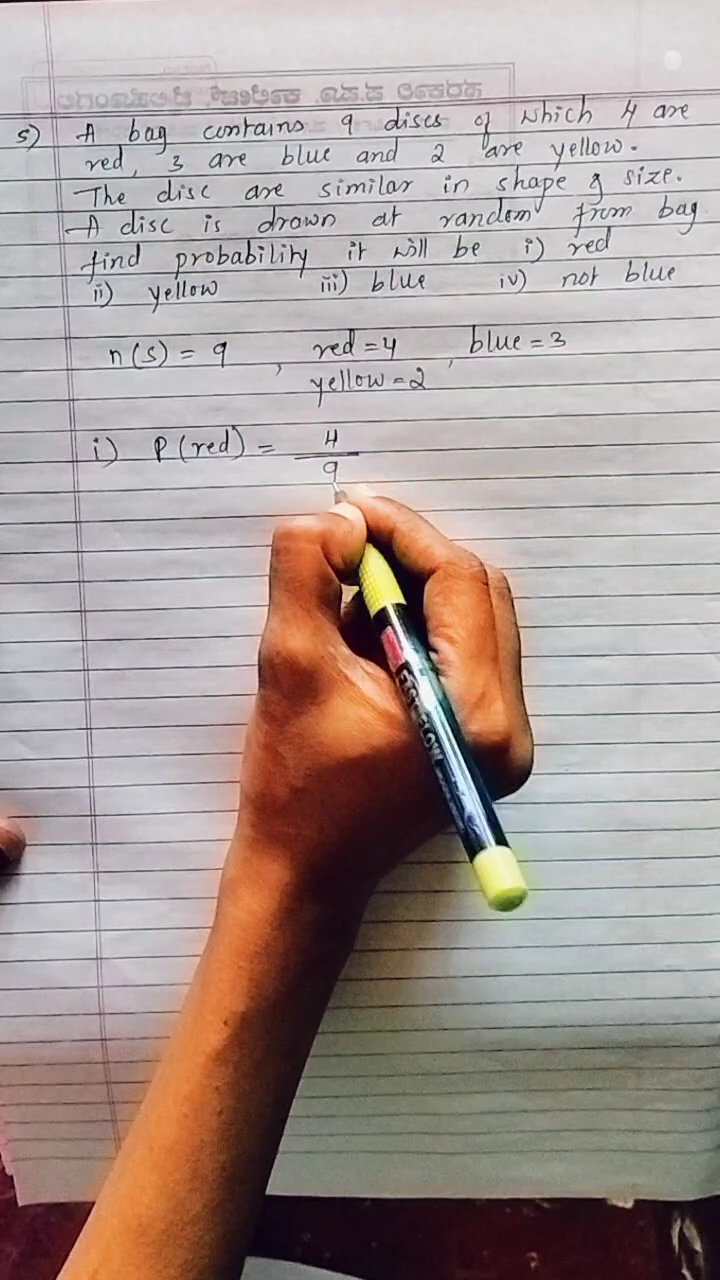 5) A bag contains 9 discs of which 4 are
red, 3 are blue and 2 are yellow.
The disc are similar in shape & size.
A disc is drawn at random from bag
find probability it will be i) red
ii) yellow iii) blue iv) not blue
n(s) = 9 , red = 4 , blue = 3
yellow = 2
i) P(red) = 4
9